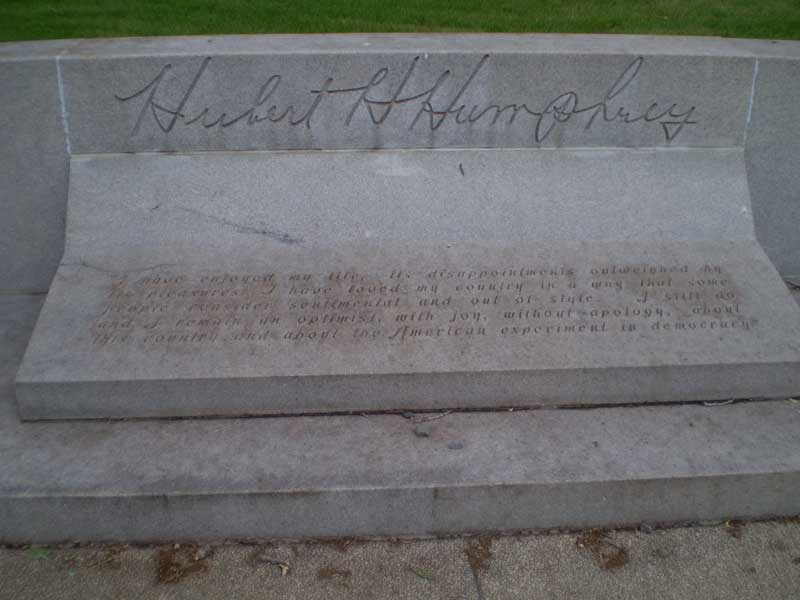 Hubert H Humphrey
"I have enjoyed my life, its disappointments outweighed by
its pleasures. I have loved my country in a way that some
people consider sentimental and out of style. I still do,
and I remain an optimist, with joy, without apology, about
this country and about the American experiment in democracy"